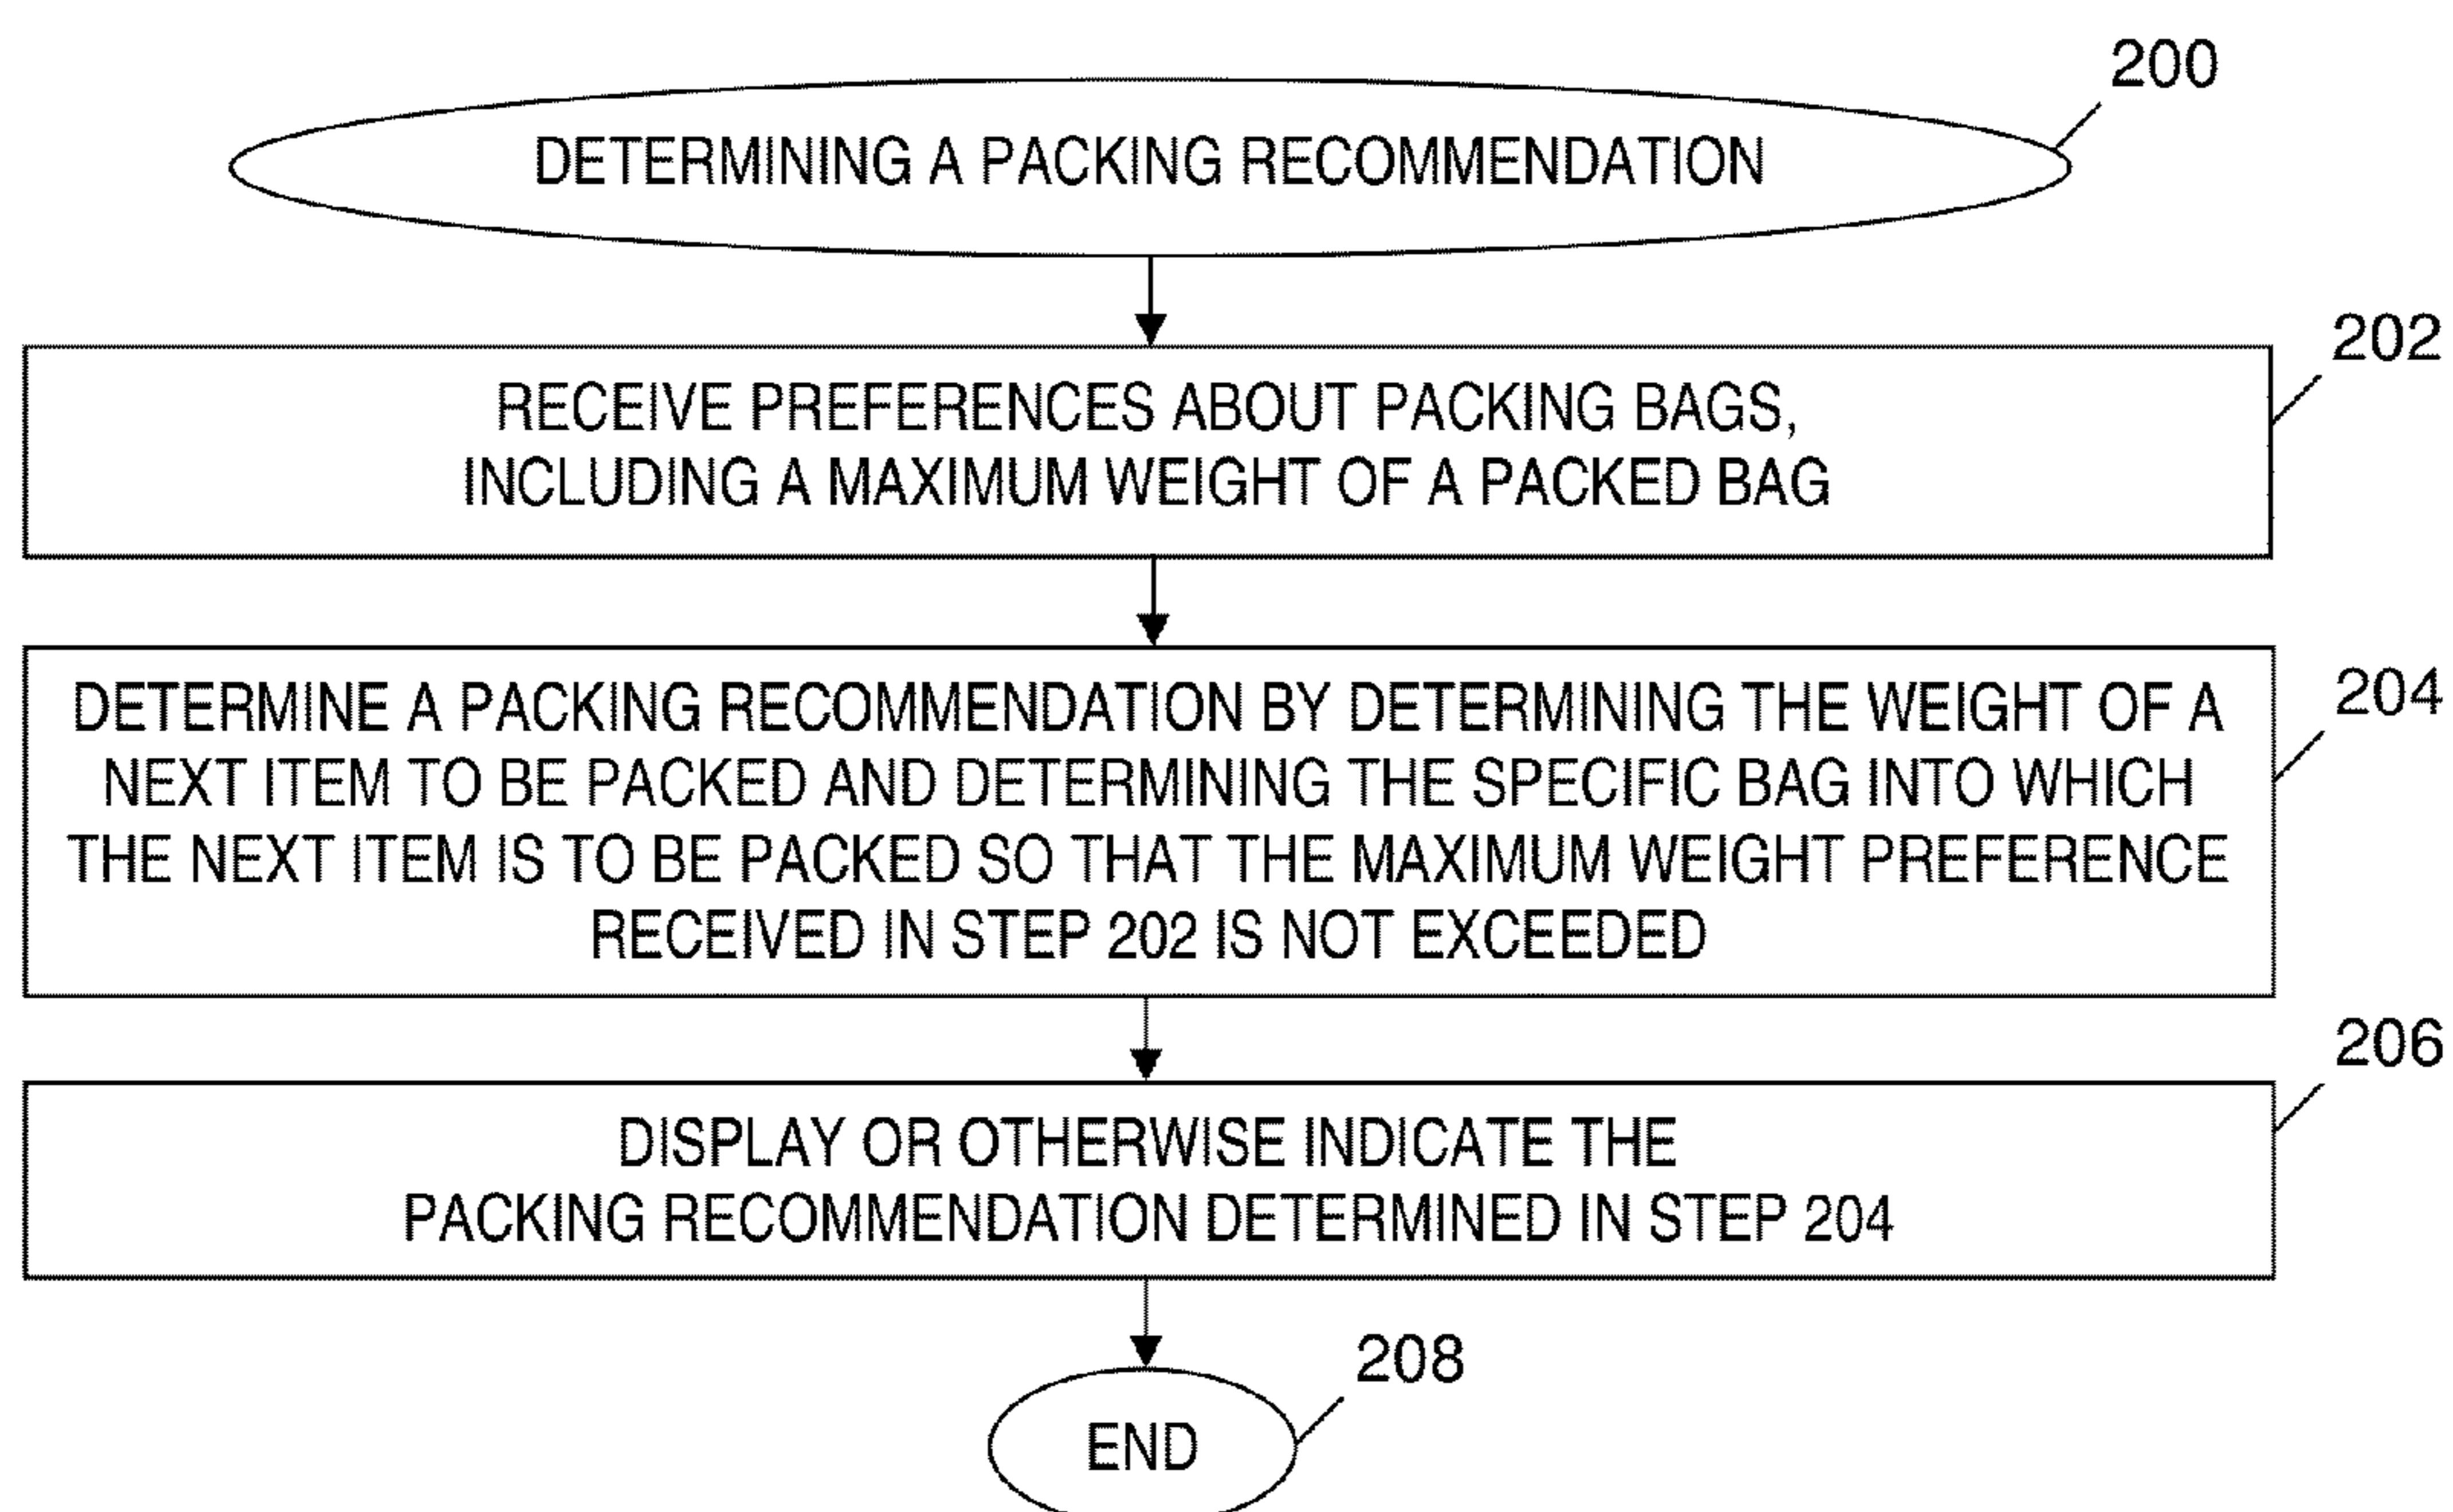 200
DETERMINING A PACKING RECOMMENDATION
202
RECEIVE PREFERENCES ABOUT PACKING BAGS,
INCLUDING A MAXIMUM WEIGHT OF A PACKED BAG
204
DETERMINE A PACKING RECOMMENDATION BY DETERMINING THE WEIGHT OF A
NEXT ITEM TO BE PACKED AND DETERMINING THE SPECIFIC BAG INTO WHICH
THE NEXT ITEM IS TO BE PACKED SO THAT THE MAXIMUM WEIGHT PREFERENCE
RECEIVED IN STEP 202 IS NOT EXCEEDED
206
DISPLAY OR OTHERWISE INDICATE THE
PACKING RECOMMENDATION DETERMINED IN STEP 204
208
END